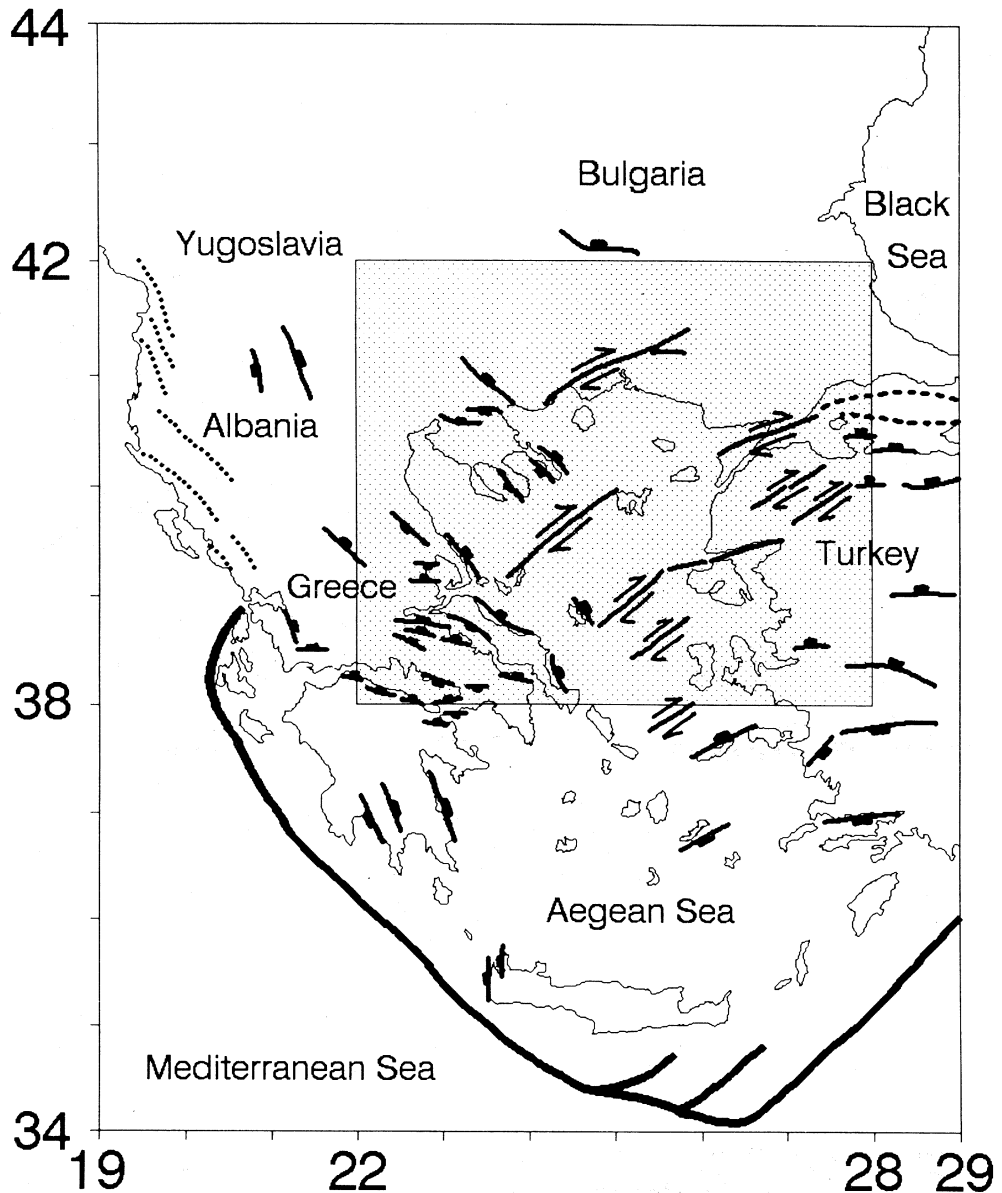 44
Bulgaria
Black
Sea
Yugoslavia
42
Albania
Turkey
Greece
38
Aegean Sea
Mediterranean Sea
34
19
22
28
29